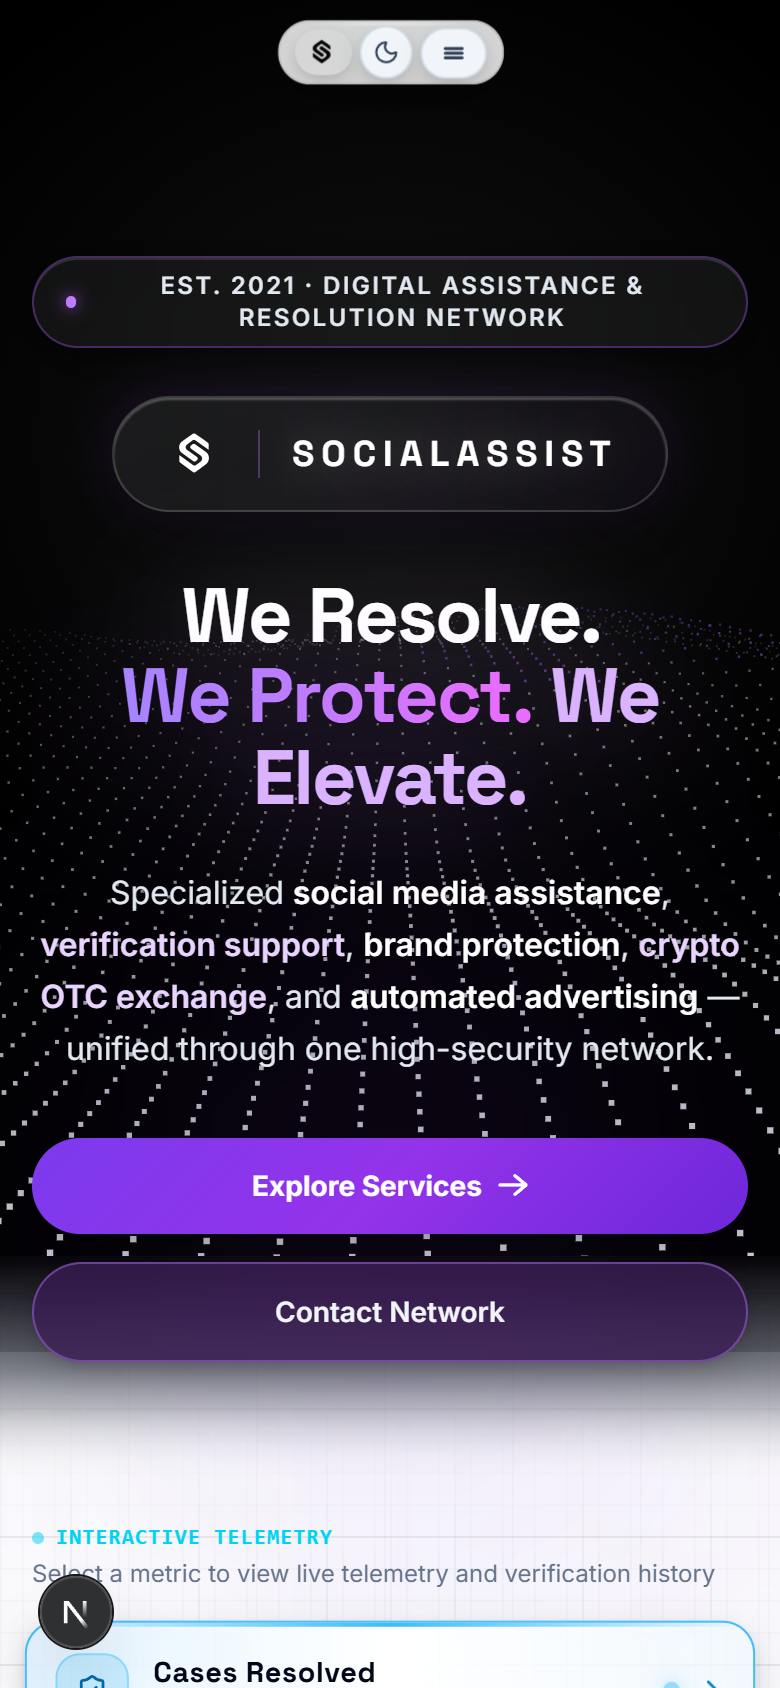 EST. 2021 · DIGITAL ASSISTANCE &
RESOLUTION NETWORK
SOCIALASSIST
We Resolve.
We Protect. We
Elevate.
Specialized social media assistance,
verification support, brand protection, crypto
OTC exchange, and automated advertising —
unified through one high-security network.
Explore Services →
Contact Network
INTERACTIVE TELEMETRY
Select a metric to view live telemetry and verification history
N
Cases Resolved